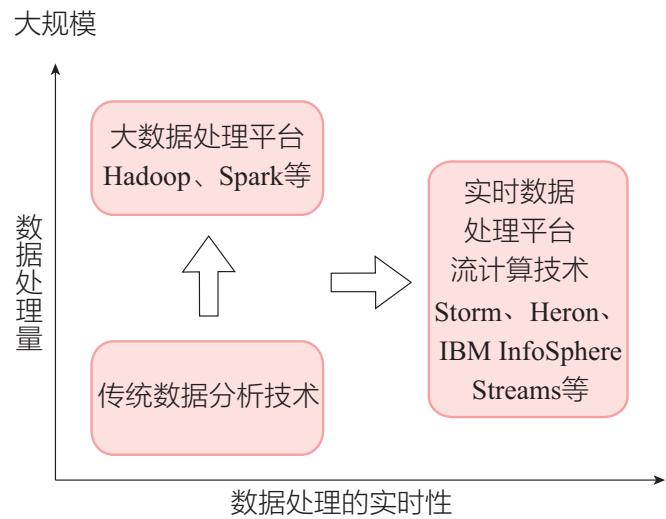 大规模
大数据处理平台
Hadoop、Spark等
实时数据
处理平台
流计算技术
Storm、Heron、
IBM InfoSphere
Streams等
数据处理量
传统数据分析技术
数据处理的实时性